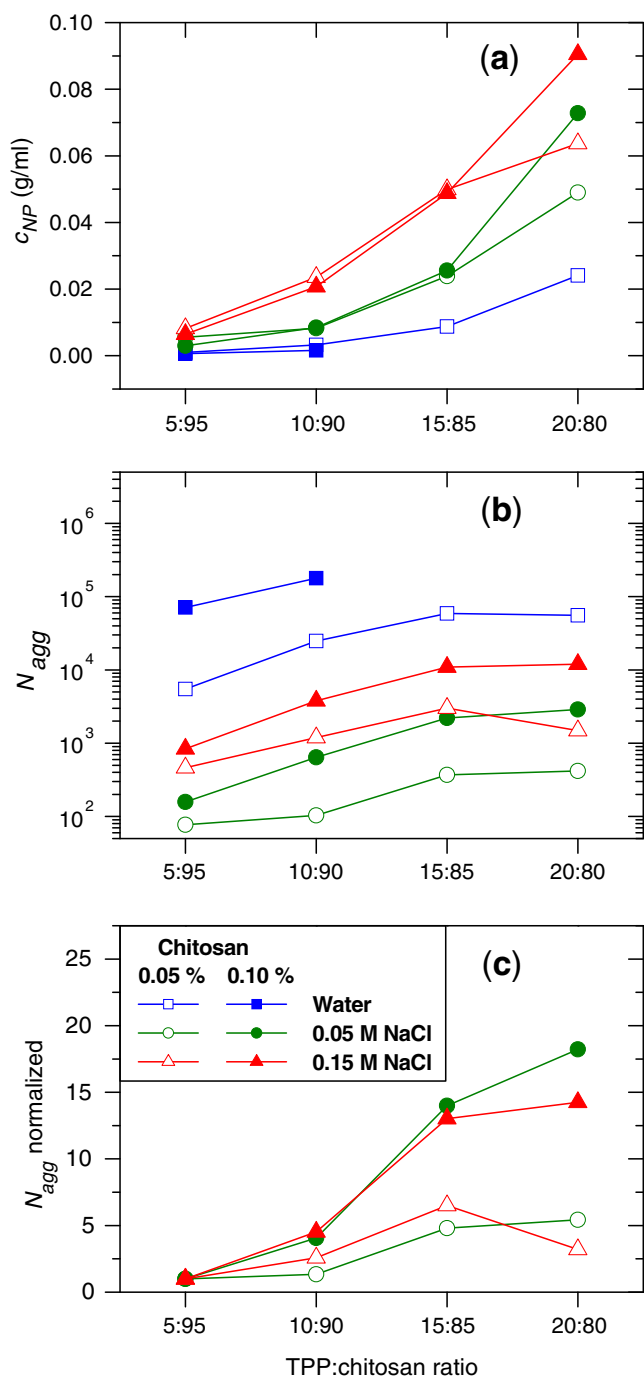 0.10
(a)
0.08
0.06
0.04
0.02
0.00
c_NP (g/ml)
5:95 10:90 15:85 20:80
(b)
10^6
10^5
10^4
10^3
10^2
N_agg
5:95 10:90 15:85 20:80
25
20
15
10
5
0
N_agg normalized
Chitosan
0.05 % 0.10 %
Water
0.05 M NaCl
0.15 M NaCl
(c)
5:95 10:90 15:85 20:80
TPP:chitosan ratio